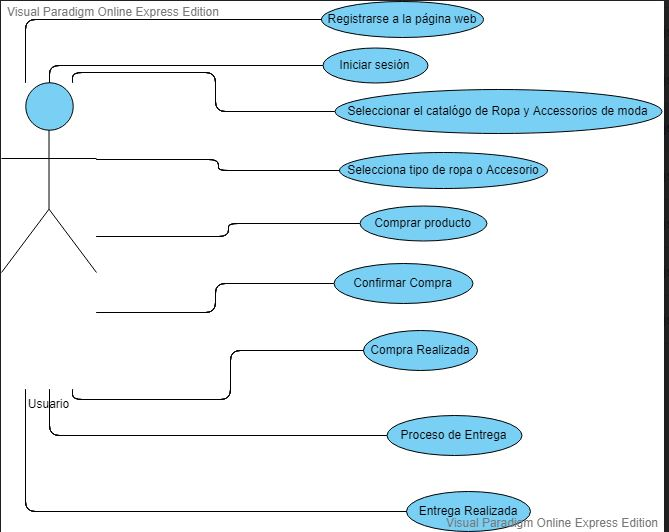 Visual Paradigm Online Express Edition
Registrarse a la página web
Iniciar sesión
Seleccionar el catalógo de Ropa y Accessorios de moda
Selecciona tipo de ropa o Accesorio
Comprar producto
Confirmar Compra
Compra Realizada
Usuario
Proceso de Entrega
Entrega Realizada
Visual Paradigm Online Express Edition